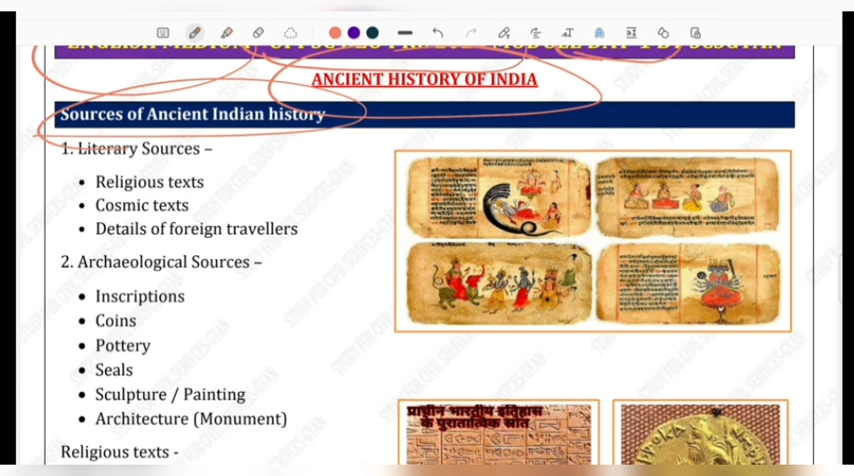 ANCIENT HISTORY OF INDIA
Sources of Ancient Indian history
1. Literary Sources –
• Religious texts
• Cosmic texts
• Details of foreign travellers
2. Archaeological Sources –
• Inscriptions
• Coins
• Pottery
• Seals
• Sculpture / Painting
• Architecture (Monument)
Religious texts -
प्राचीन भारतीय इतिहास
के पुरातात्विक स्रोत